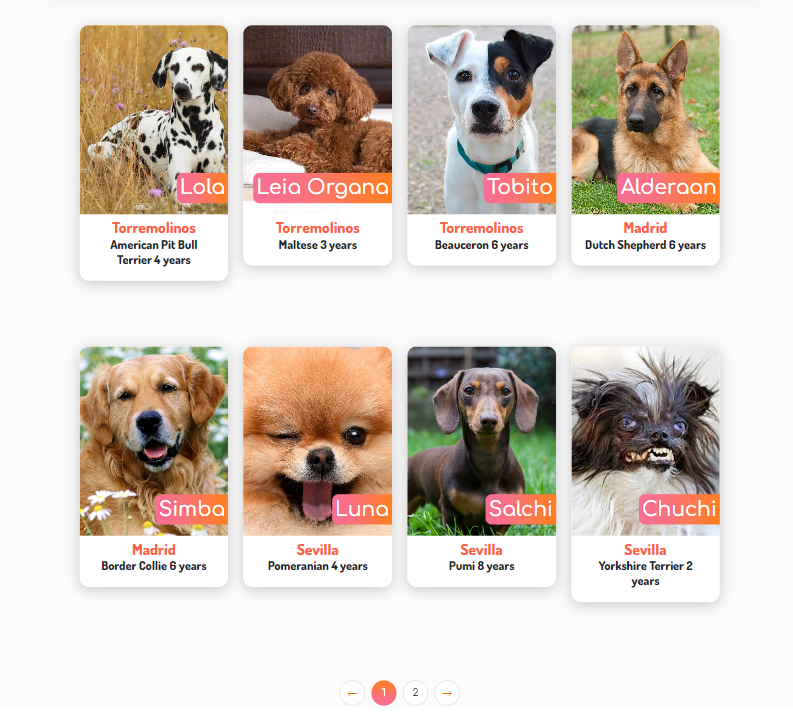 Lola
Leia Organa
Tobito
Alderaan
Torremolinos
American Pit Bull
Terrier 4 years
Torremolinos
Maltese 3 years
Torremolinos
Beauceron 6 years
Madrid
Dutch Shepherd 6 years
Simba
Luna
Salchi
Chuchi
Madrid
Border Collie 6 years
Sevilla
Pomeranian 4 years
Sevilla
Pumi 8 years
Sevilla
Yorkshire Terrier 2
years
← 1 2 →